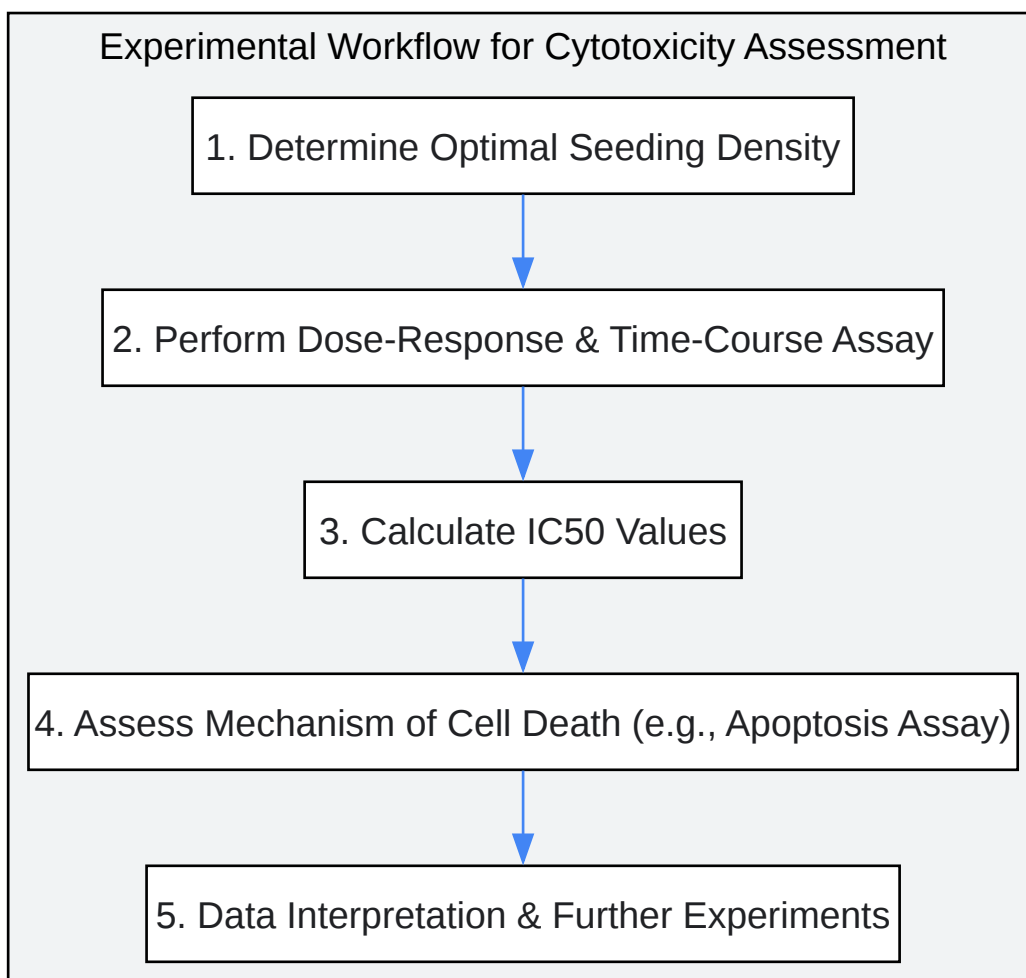 Experimental Workflow for Cytotoxicity Assessment
1. Determine Optimal Seeding Density
2. Perform Dose-Response & Time-Course Assay
3. Calculate IC50 Values
4. Assess Mechanism of Cell Death (e.g., Apoptosis Assay)
5. Data Interpretation & Further Experiments